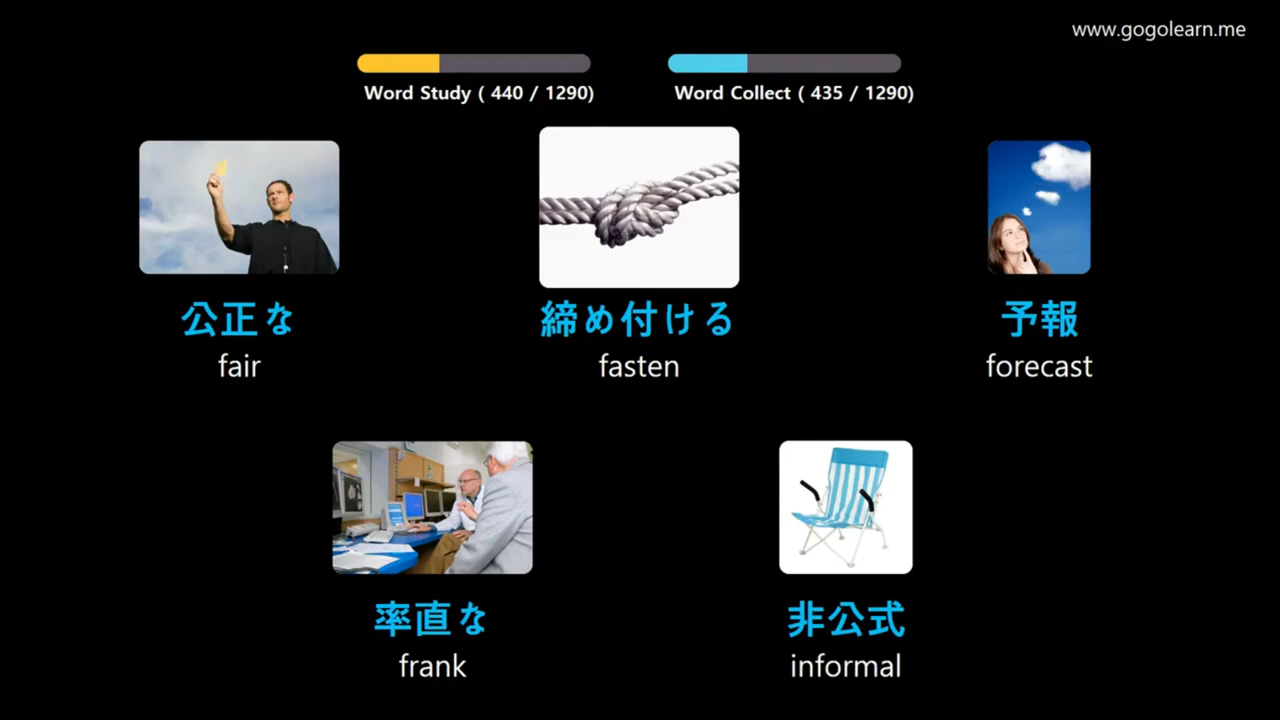 www.gogolearn.me
Word Study ( 440 / 1290)
Word Collect ( 435 / 1290)
公正な
fair
締め付ける
fasten
予報
forecast
率直な
frank
非公式
informal